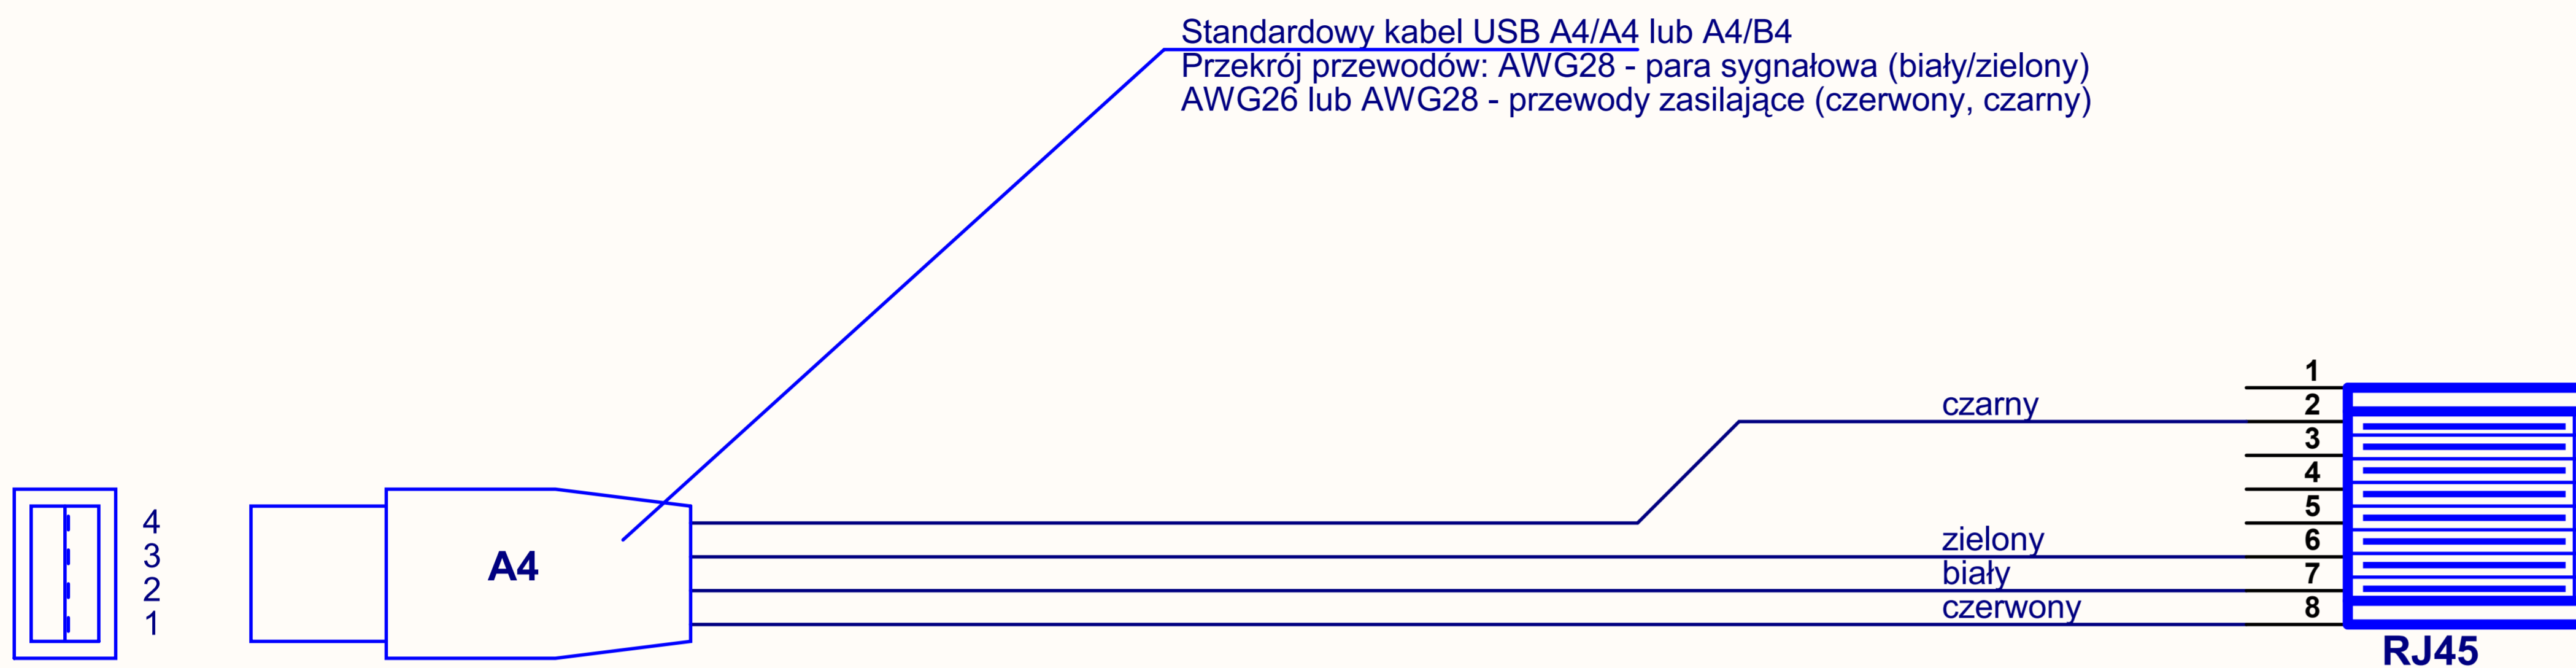 Standardowy kabel USB A4/A4 lub A4/B4
Przekrój przewodów: AWG28 - para sygnałowa (biały/zielony)
AWG26 lub AWG28 - przewody zasilające (czerwony, czarny)
1
czarny
2
3
4
5
4
zielony
6
3
A4
biały
7
2
czerwony
8
1
RJ45